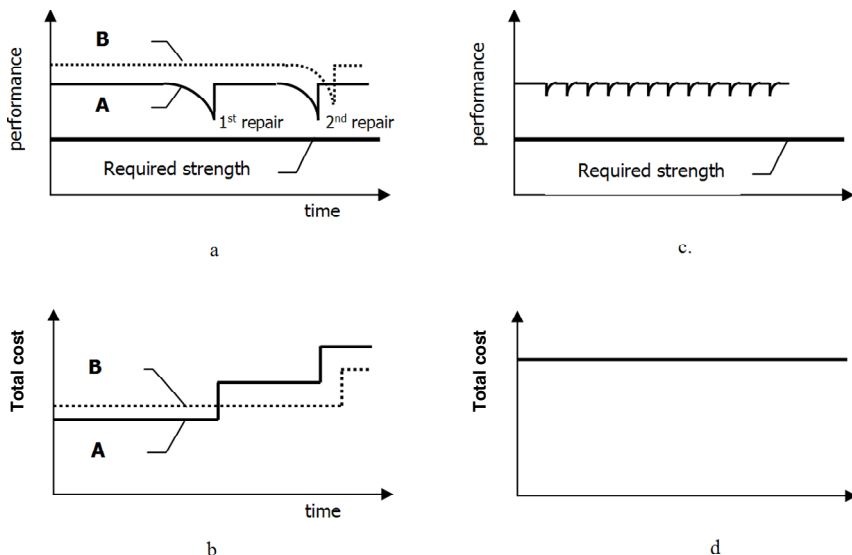 performance
B
A
1st repair
2nd repair
Required strength
time
a
performance
Required strength
c.
Total cost
B
A
time
b
Total cost
d